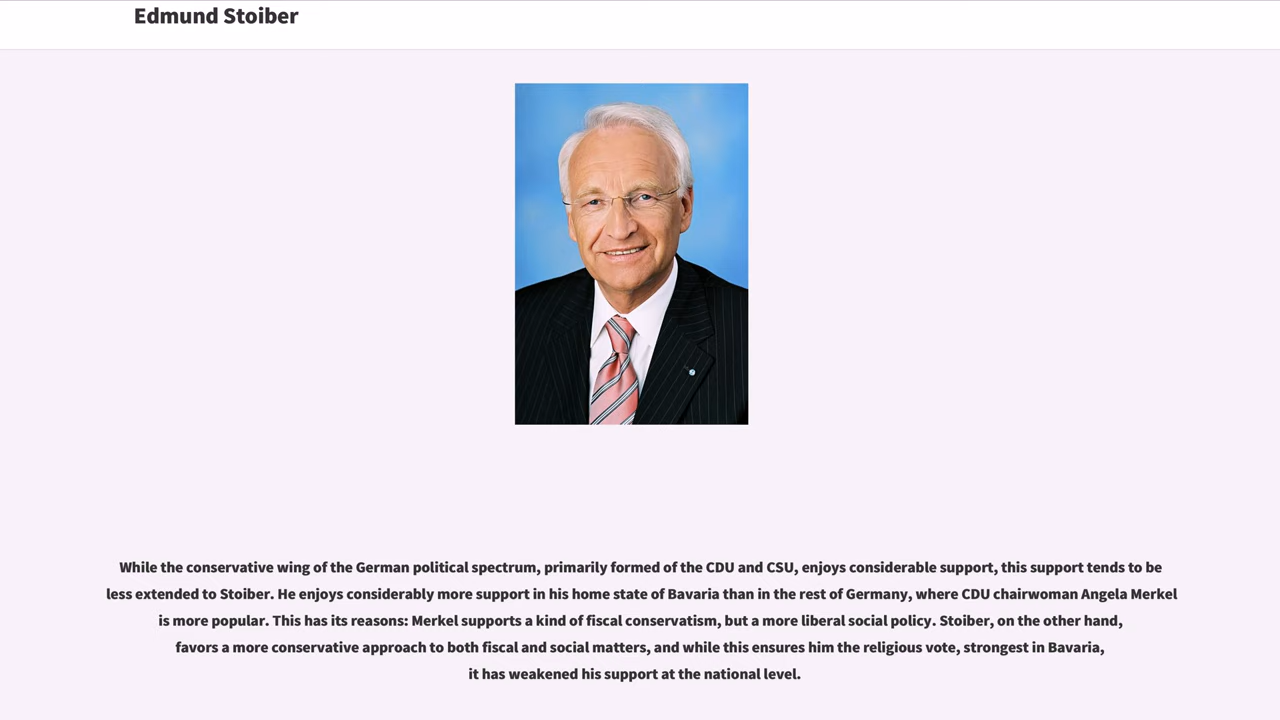 Edmund Stoiber
While the conservative wing of the German political spectrum, primarily formed of the CDU and CSU, enjoys considerable support, this support tends to be
less extended to Stoiber. He enjoys considerably more support in his home state of Bavaria than in the rest of Germany, where CDU chairwoman Angela Merkel
is more popular. This has its reasons: Merkel supports a kind of fiscal conservatism, but a more liberal social policy. Stoiber, on the other hand,
favors a more conservative approach to both fiscal and social matters, and while this ensures him the religious vote, strongest in Bavaria,
it has weakened his support at the national level.